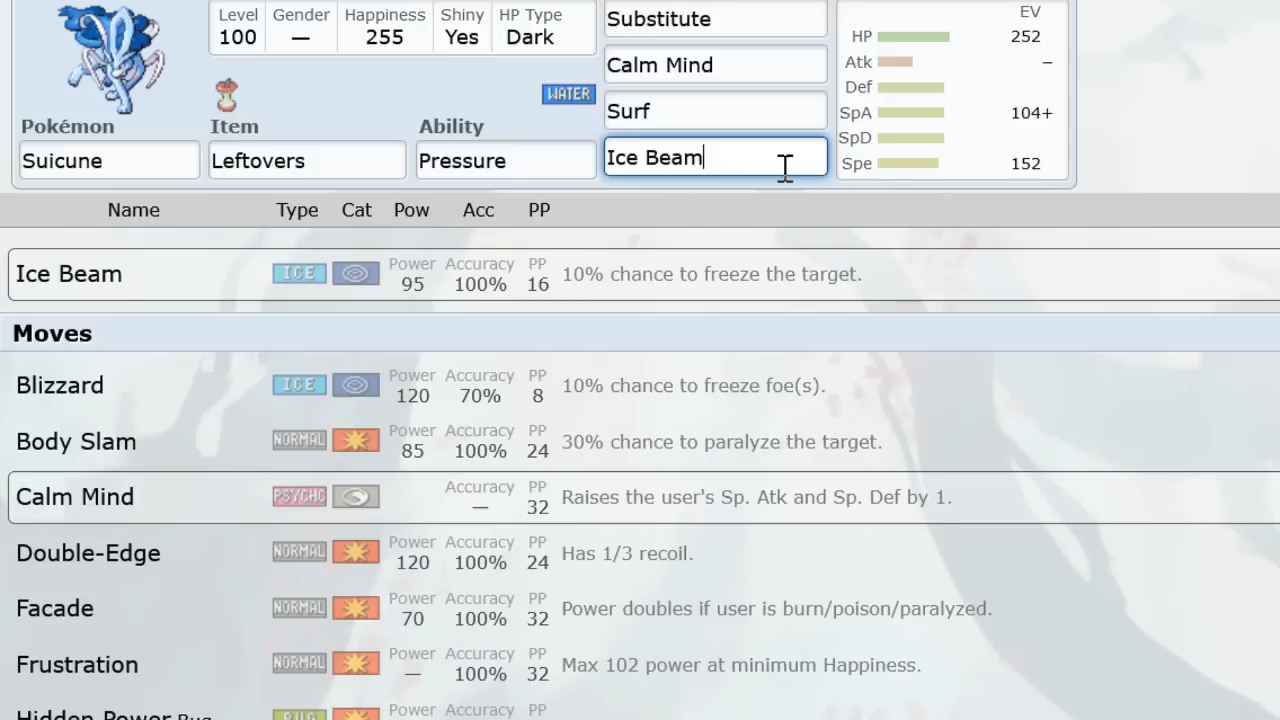 Level Gender Happiness Shiny HP Type
100 — 255 Yes Dark
WATER
Pokémon Item Ability
Suicune Leftovers Pressure
Substitute
Calm Mind
Surf
Ice Beam
EV
HP 252
Atk –
Def
SpA 104+
SpD
Spe 152
Name Type Cat Pow Acc PP
Ice Beam ICE Power 95 Accuracy 100% PP 16 10% chance to freeze the target.
Moves
Blizzard ICE Power 120 Accuracy 70% PP 8 10% chance to freeze foe(s).
Body Slam NORMAL Power 85 Accuracy 100% PP 24 30% chance to paralyze the target.
Calm Mind PSYCHC Accuracy — PP 32 Raises the user's Sp. Atk and Sp. Def by 1.
Double-Edge NORMAL Power 120 Accuracy 100% PP 24 Has 1/3 recoil.
Facade NORMAL Power 70 Accuracy 100% PP 32 Power doubles if user is burn/poison/paralyzed.
Frustration NORMAL Power — Accuracy 100% PP 32 Max 102 power at minimum Happiness.
Hidden Power Bug BUG Power Accuracy PP